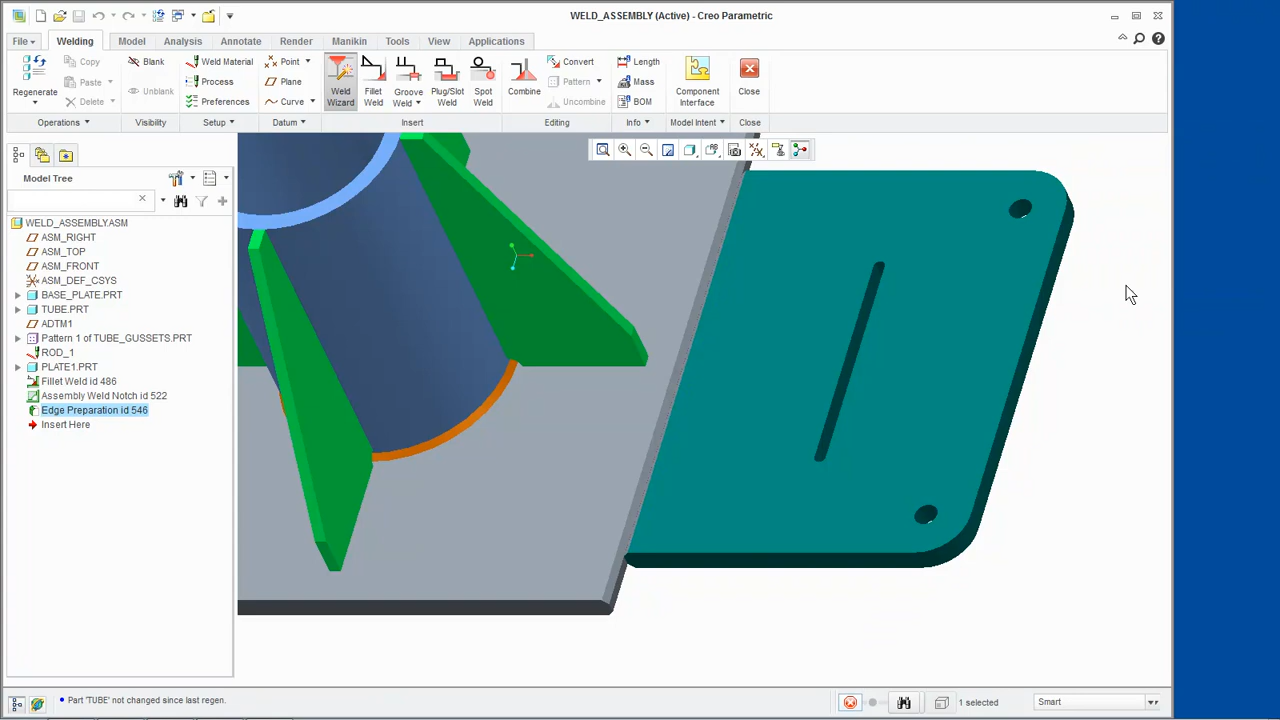 WELD_ASSEMBLY (Active) - Creo Parametric
File Welding Model Analysis Annotate Render Manikin Tools View Applications
Regenerate
Copy
Paste
Delete
Operations
Blank
Unblank
Visibility
Weld Material
Process
Preferences
Setup
Point
Plane
Curve
Datum
Weld Wizard
Fillet Weld
Groove Weld
Plug/Slot Weld
Spot Weld
Insert
Combine
Convert
Pattern
Uncombine
Editing
Length
Mass
BOM
Info
Component Interface
Model Intent
Close
Close
Model Tree
WELD_ASSEMBLY.ASM
ASM_RIGHT
ASM_TOP
ASM_FRONT
ASM_DEF_CSYS
BASE_PLATE.PRT
TUBE.PRT
ADTM1
Pattern 1 of TUBE_GUSSETS.PRT
ROD_1
PLATE1.PRT
Fillet Weld id 486
Assembly Weld Notch id 522
Edge Preparation id 546
Insert Here
Part 'TUBE' not changed since last regen.
1 selected
Smart